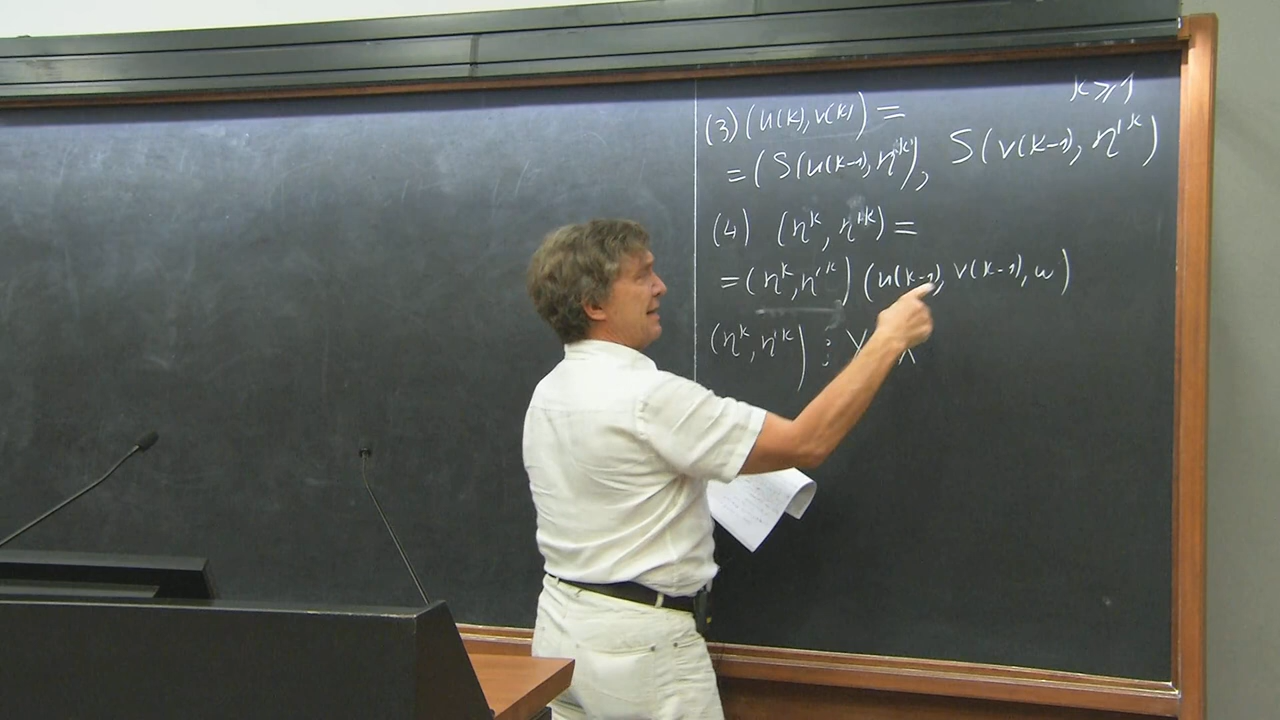 k ⩾ 1
(3) (u(k), v(k)) =
= (S(u(k-1), η^k), S(v(k-1), η'^k)
(4) (η^k, η'^k) =
= (η^k, η'^k) (u(k-1), v(k-1), ω)
(η^k, η'^k) :